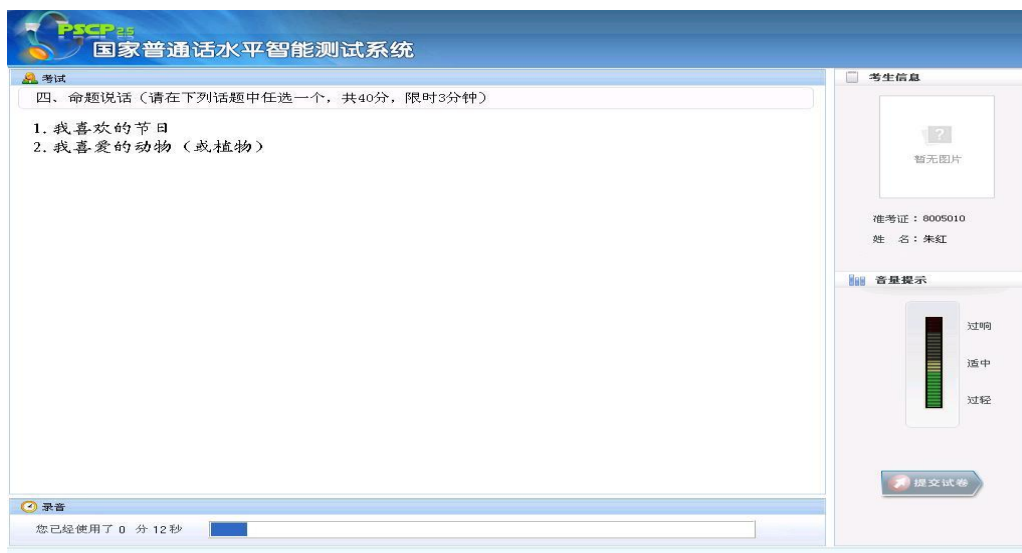 PSCP2.5
国家普通话水平智能测试系统
考试
四、命题说话（请在下列话题中任选一个，共40分，限时3分钟）
1.我喜欢的节日
2.我喜爱的动物（或植物）
考生信息
?
暂无图片
准考证：8005010
姓 名：朱红
音量提示
过响
适中
过轻
提交试卷
录音
您已经使用了 0 分 12秒